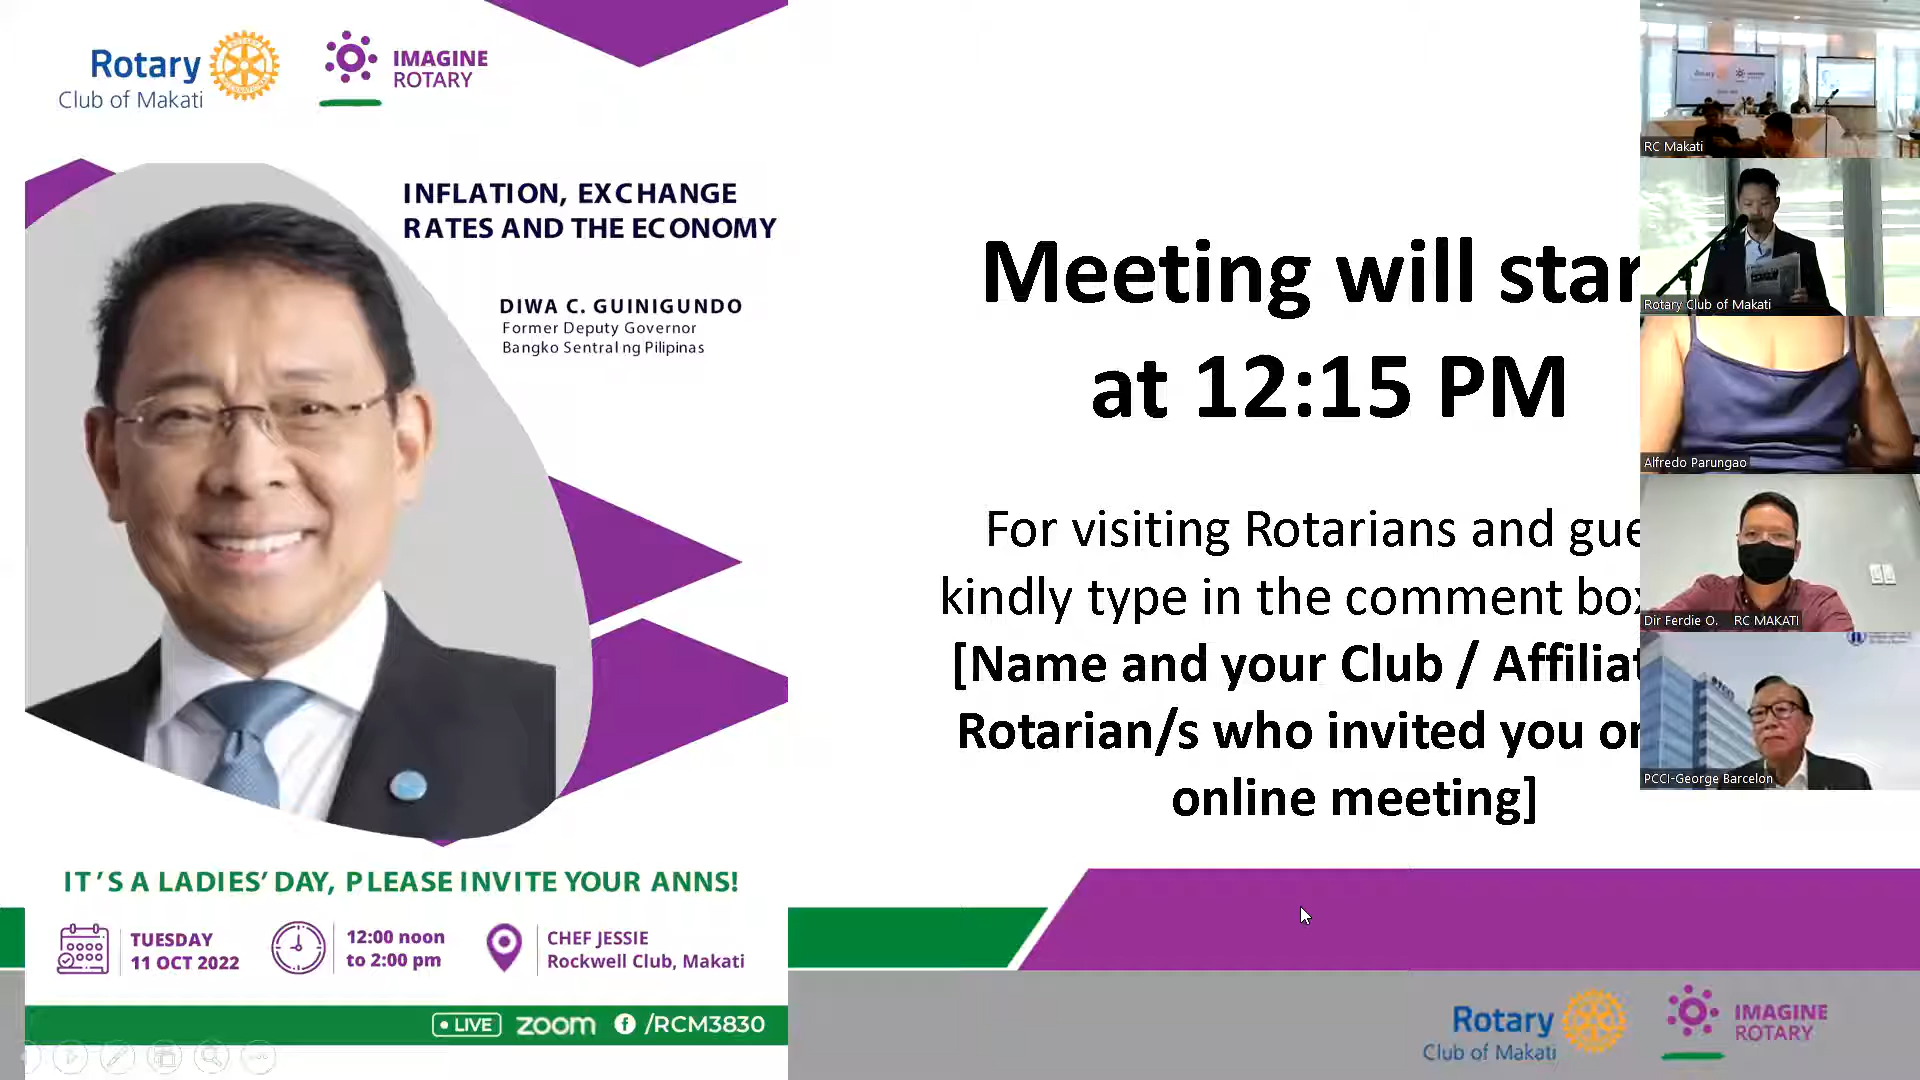 Rotary
Club of Makati
IMAGINE
ROTARY
INFLATION, EXCHANGE
RATES AND THE ECONOMY
DIWA C. GUINIGUNDO
Former Deputy Governor
Bangko Sentral ng Pilipinas
IT'S A LADIES' DAY, PLEASE INVITE YOUR ANNS!
TUESDAY
11 OCT 2022
12:00 noon
to 2:00 pm
CHEF JESSIE
Rockwell Club, Makati
LIVE zoom /RCM3830
Meeting will star
at 12:15 PM
For visiting Rotarians and gue
kindly type in the comment box
[Name and your Club / Affiliat
Rotarian/s who invited you or
online meeting]
Rotary
Club of Makati
IMAGINE
ROTARY
RC Makati
Rotary Club of Makati
Alfredo Parungao
Dir Ferdie O. RC MAKATI
PCCI-George Barcelon